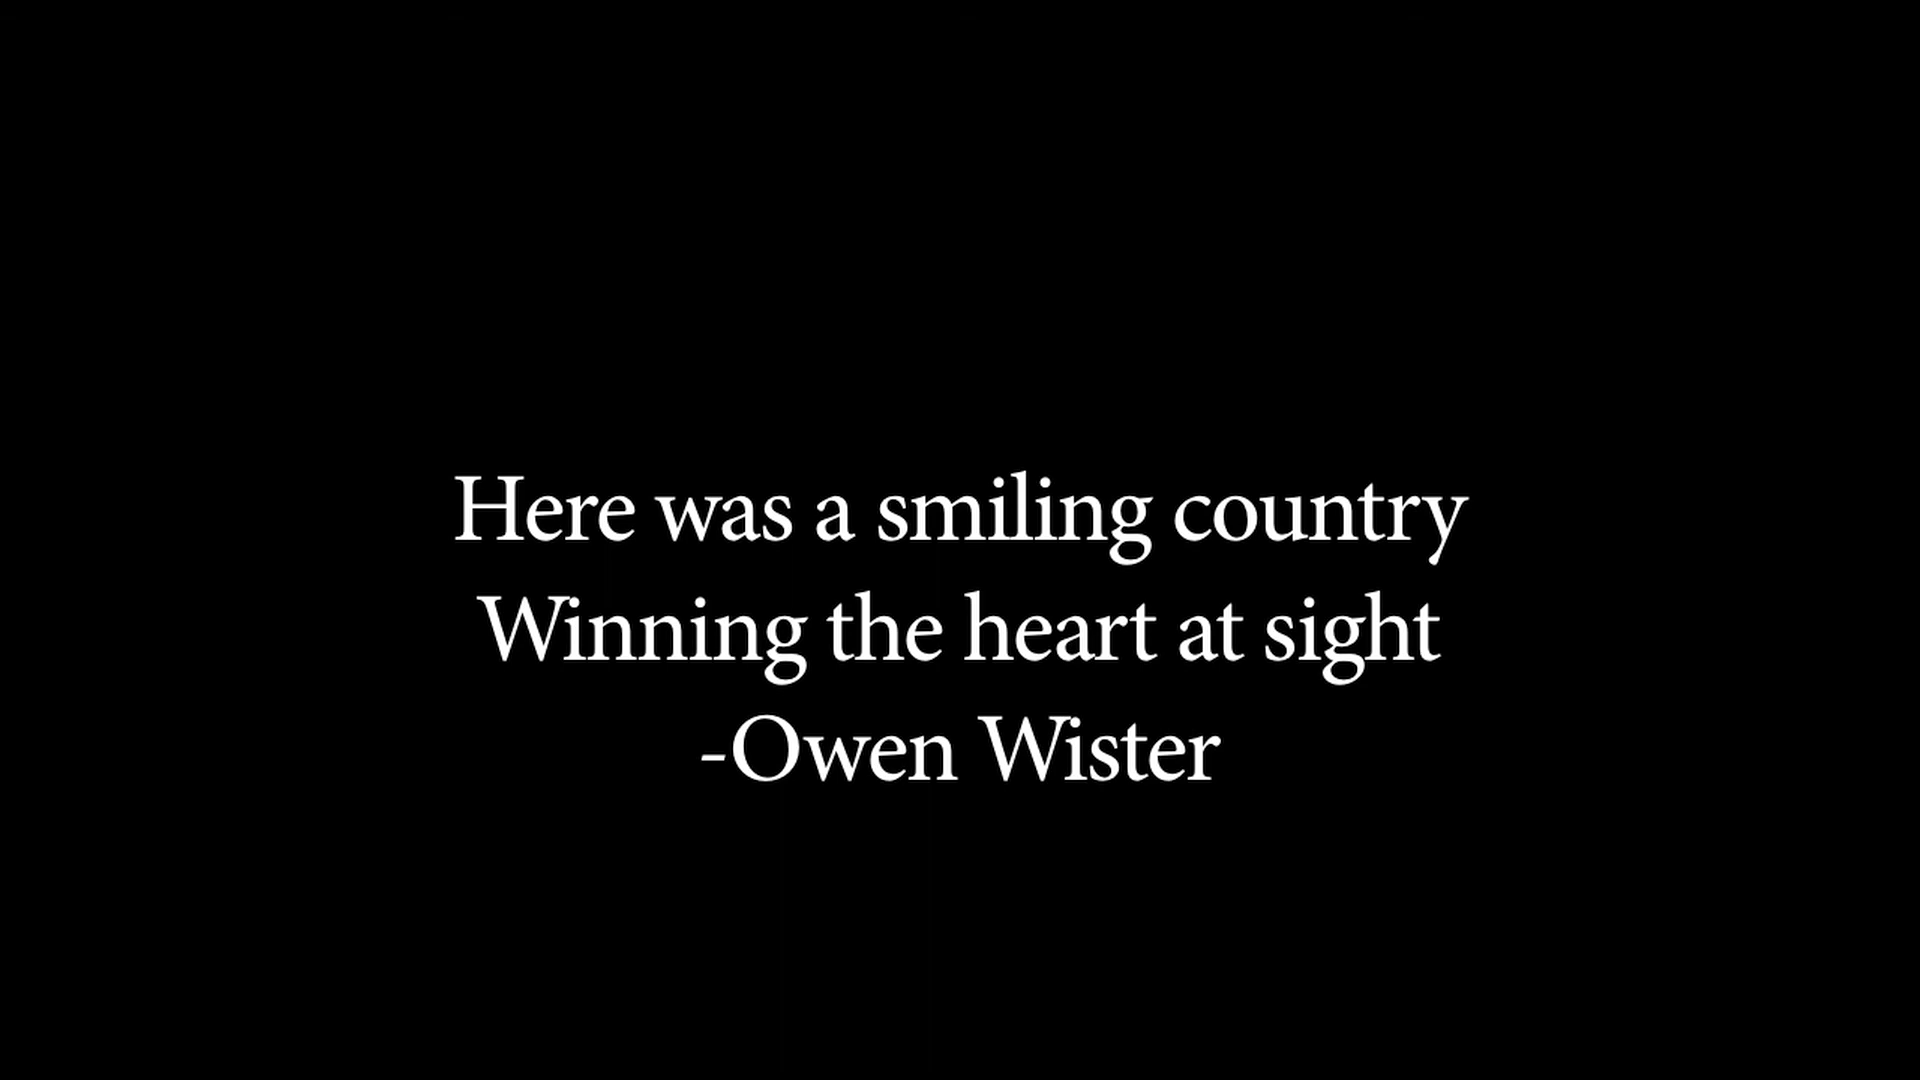 Here was a smiling country
Winning the heart at sight
-Owen Wister